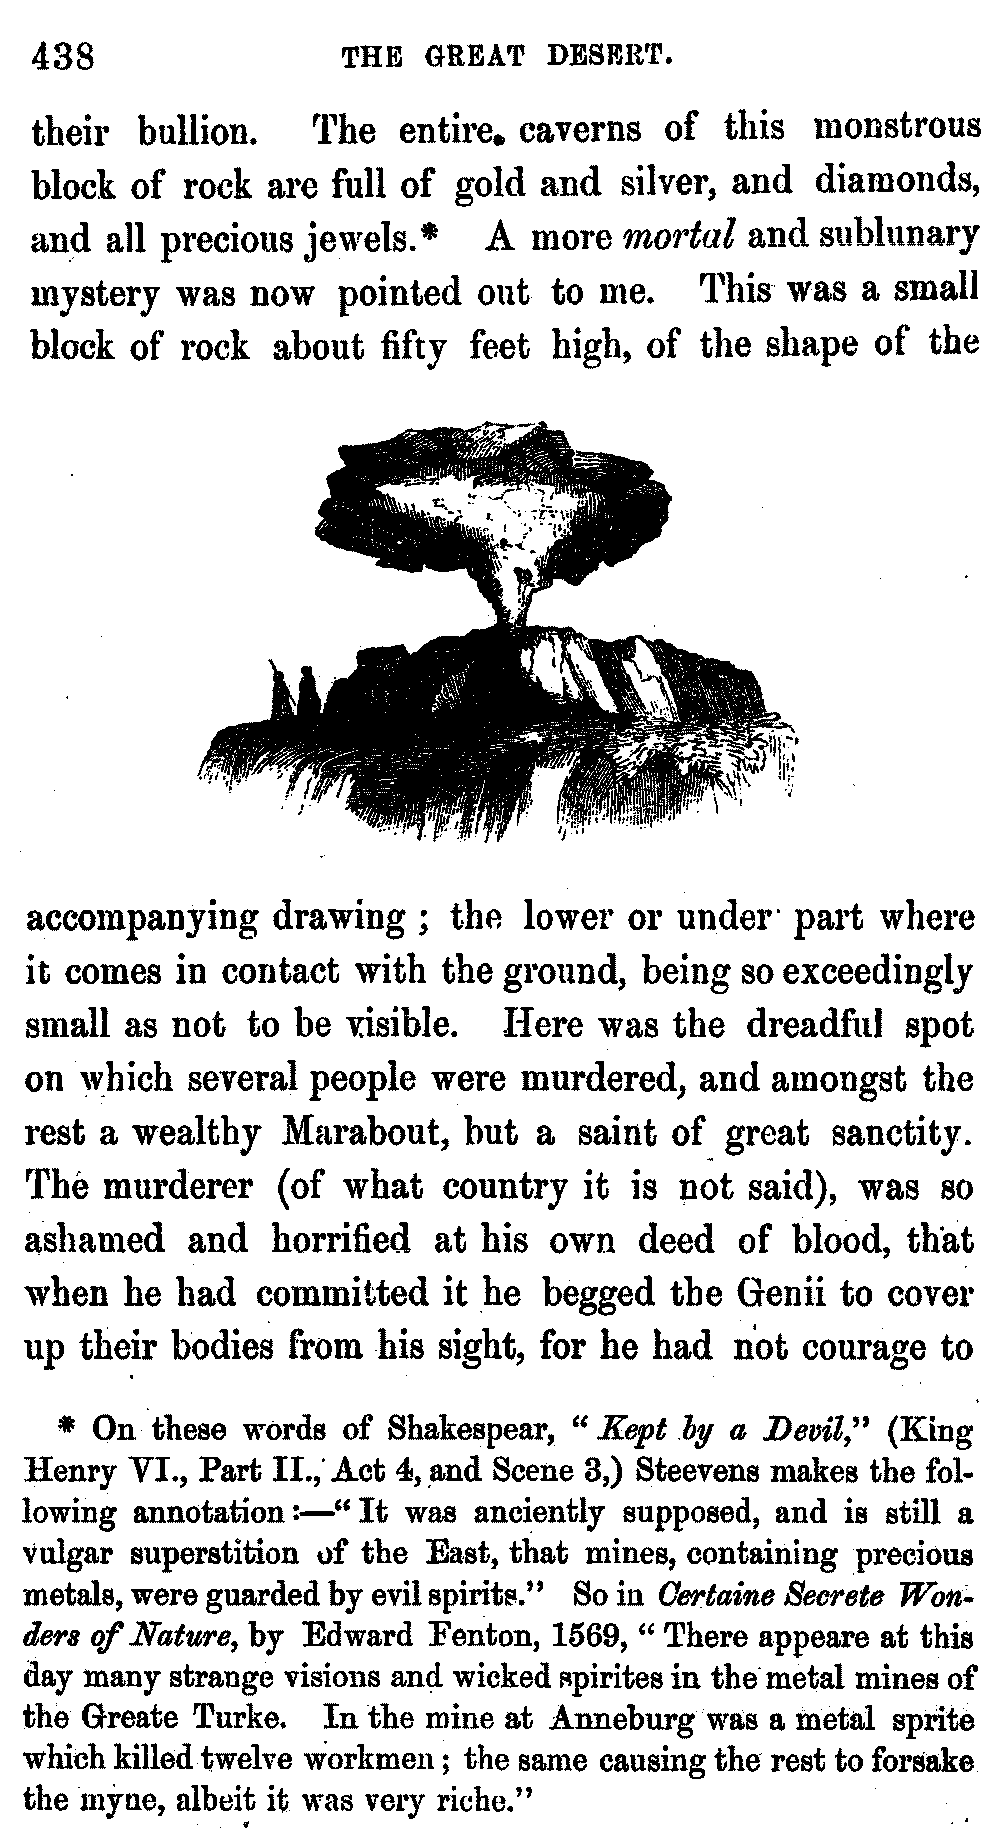 438 THE GREAT DESERT.
their bullion. The entire. caverns of this monstrous
block of rock are full of gold and silver, and diamonds,
and all precious jewels.* A more mortal and sublunary
mystery was now pointed out to me. This was a small
block of rock about fifty feet high, of the shape of the
accompanying drawing ; the lower or under part where
it comes in contact with the ground, being so exceedingly
small as not to be visible. Here was the dreadful spot
on which several people were murdered, and amongst the
rest a wealthy Marabout, but a saint of great sanctity.
The murderer (of what country it is not said), was so
ashamed and horrified at his own deed of blood, that
when he had committed it he begged the Genii to cover
up their bodies from his sight, for he had not courage to
* On these words of Shakespear, “ Kept by a Devil,” (King
Henry VI., Part II., Act 4, and Scene 3,) Steevens makes the fol-
lowing annotation :—“ It was anciently supposed, and is still a
vulgar superstition of the East, that mines, containing precious
metals, were guarded by evil spirits.” So in Certaine Secrete Won-
ders of Nature, by Edward Fenton, 1569, “ There appeare at this
day many strange visions and wicked spirites in the metal mines of
the Greate Turke. In the mine at Anneburg was a metal sprite
which killed twelve workmen ; the same causing the rest to forsake
the myne, albeit it was very riche.”